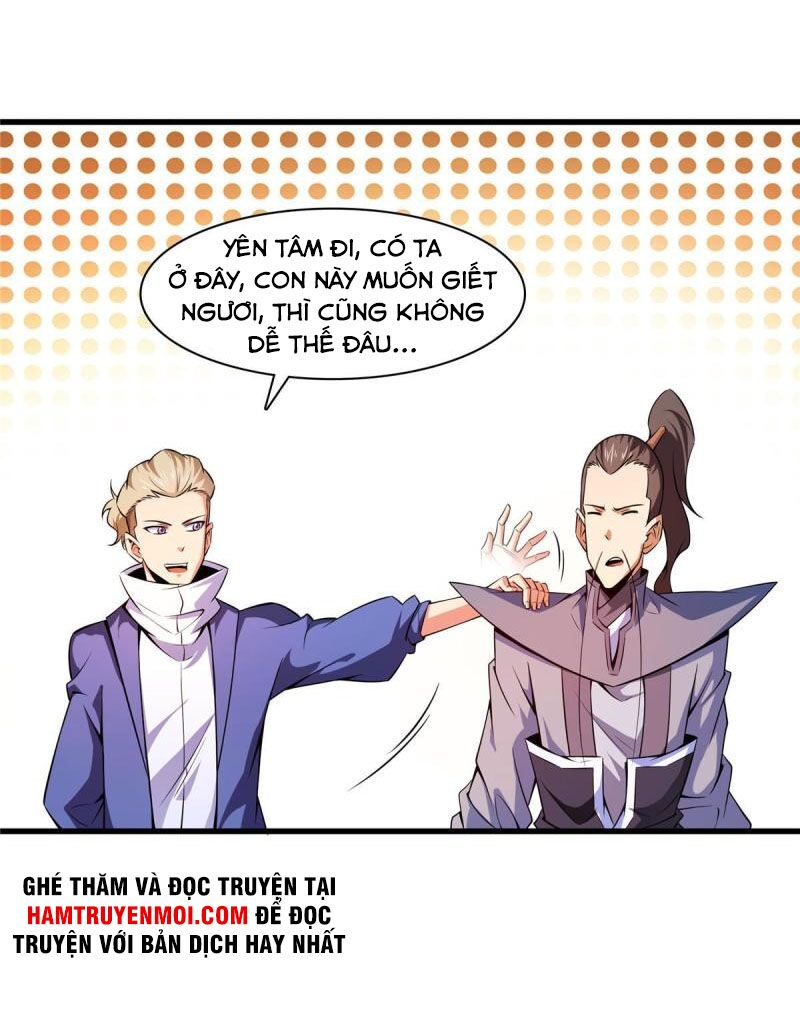 YÊN TÂM ĐI, CÓ TA
Ở ĐÂY, CON NÀY MUỐN GIẾT
NGƯƠI, THÌ CŨNG KHÔNG
DỄ THẾ ĐÂU...
GHÉ THĂM VÀ ĐỌC TRUYỆN TẠI
HAMTRUYENMOI.COM ĐỂ ĐỌC
TRUYỆN VỚI BẢN DỊCH HAY NHẤT